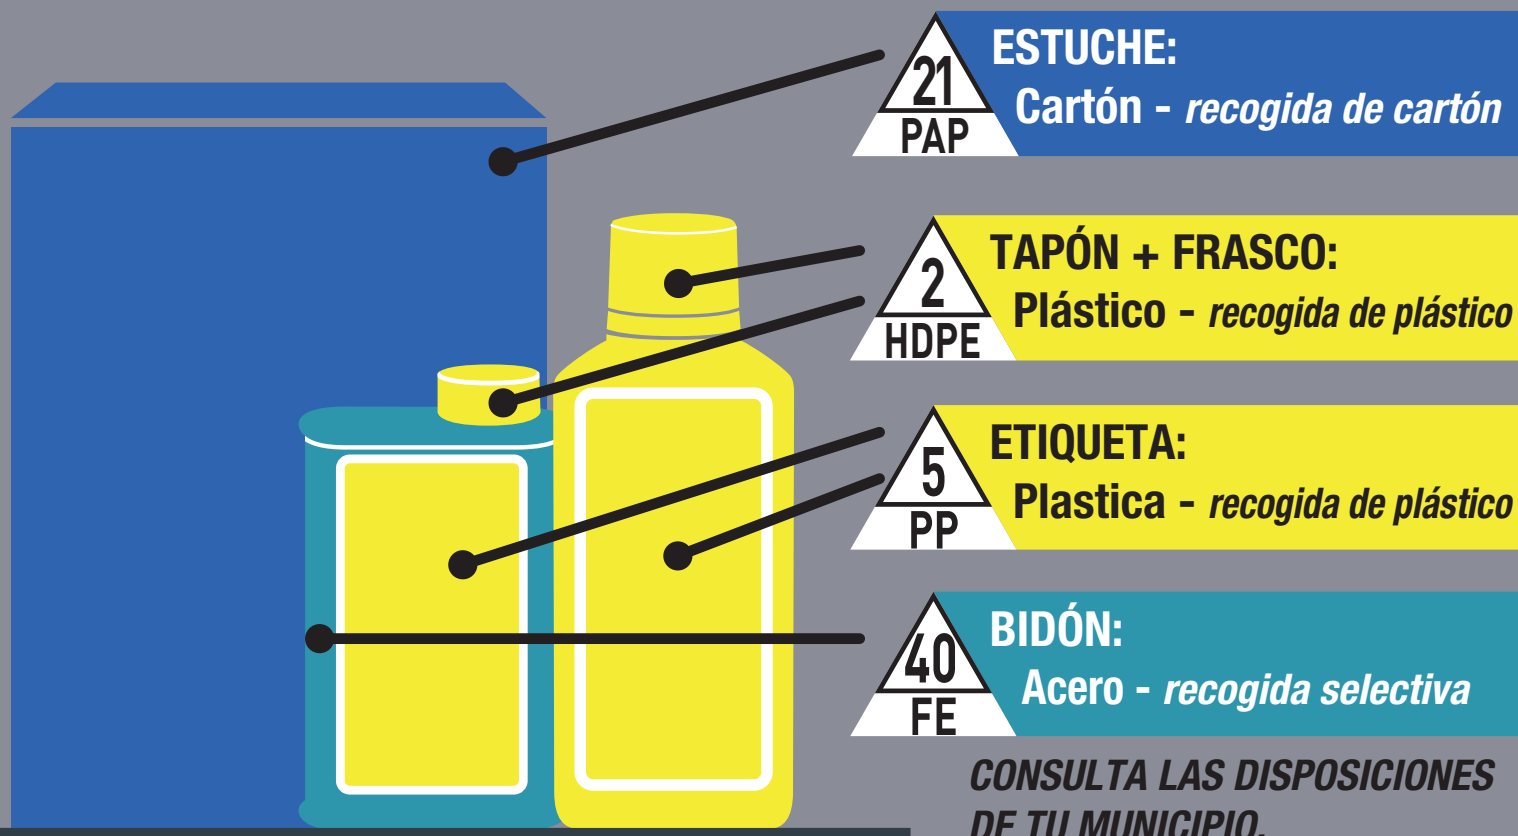 21
PAP
ESTUCHE:
Cartón - recogida de cartón
2
HDPE
TAPÓN + FRASCO:
Plástico - recogida de plástico
5
PP
ETIQUETA:
Plastica - recogida de plástico
40
FE
BIDÓN:
Acero - recogida selectiva
CONSULTA LAS DISPOSICIONES
DE TU MUNICIPIO.